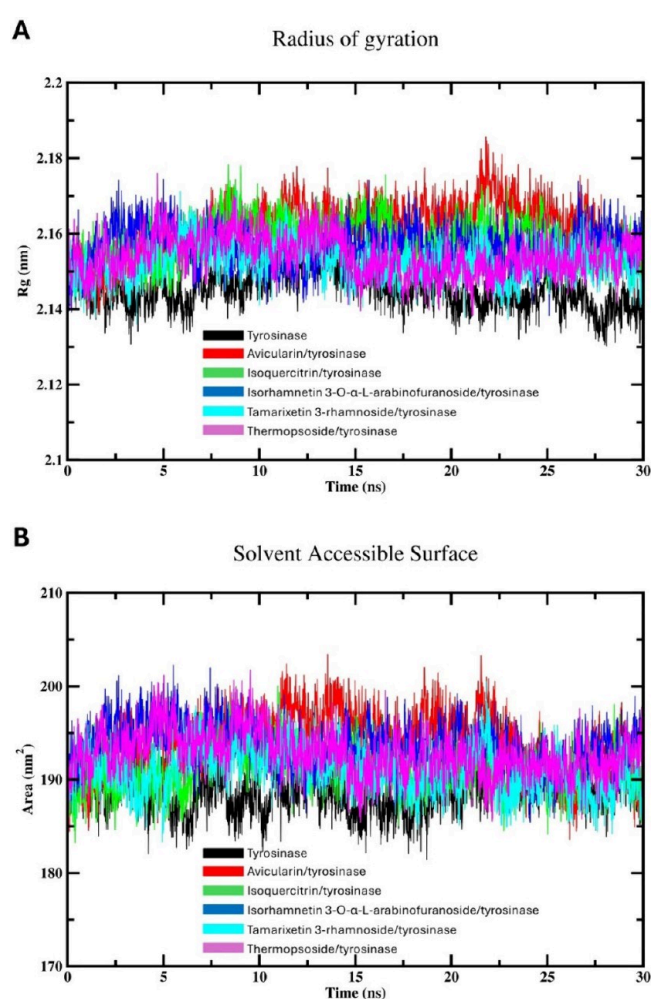 A
Radius of gyration
2.2
2.18
2.16
2.14
2.12
2.1
Rg (nm)
Tyrosinase
Avicularin/tyrosinase
Isoquercitrin/tyrosinase
Isorhamnetin 3-O-α-L-arabinofuranoside/tyrosinase
Tamarixetin 3-rhamnoside/tyrosinase
Thermopsoside/tyrosinase
0 5 10 15 20 25 30
Time (ns)
B
Solvent Accessible Surface
210
200
190
180
170
Area (nm²)
Tyrosinase
Avicularin/tyrosinase
Isoquercitrin/tyrosinase
Isorhamnetin 3-O-α-L-arabinofuranoside/tyrosinase
Tamarixetin 3-rhamnoside/tyrosinase
Thermopsoside/tyrosinase
0 5 10 15 20 25 30
Time (ns)